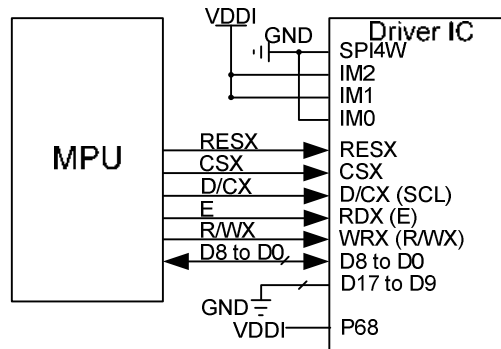 VDDI
GND
Driver IC
SPI4W
IM2
IM1
IM0
MPU
RESX RESX
CSX CSX
D/CX D/CX (SCL)
E RDX (E)
R/WX WRX (R/WX)
D8 to D0 D8 to D0
D17 to D9
GND
VDDI P68